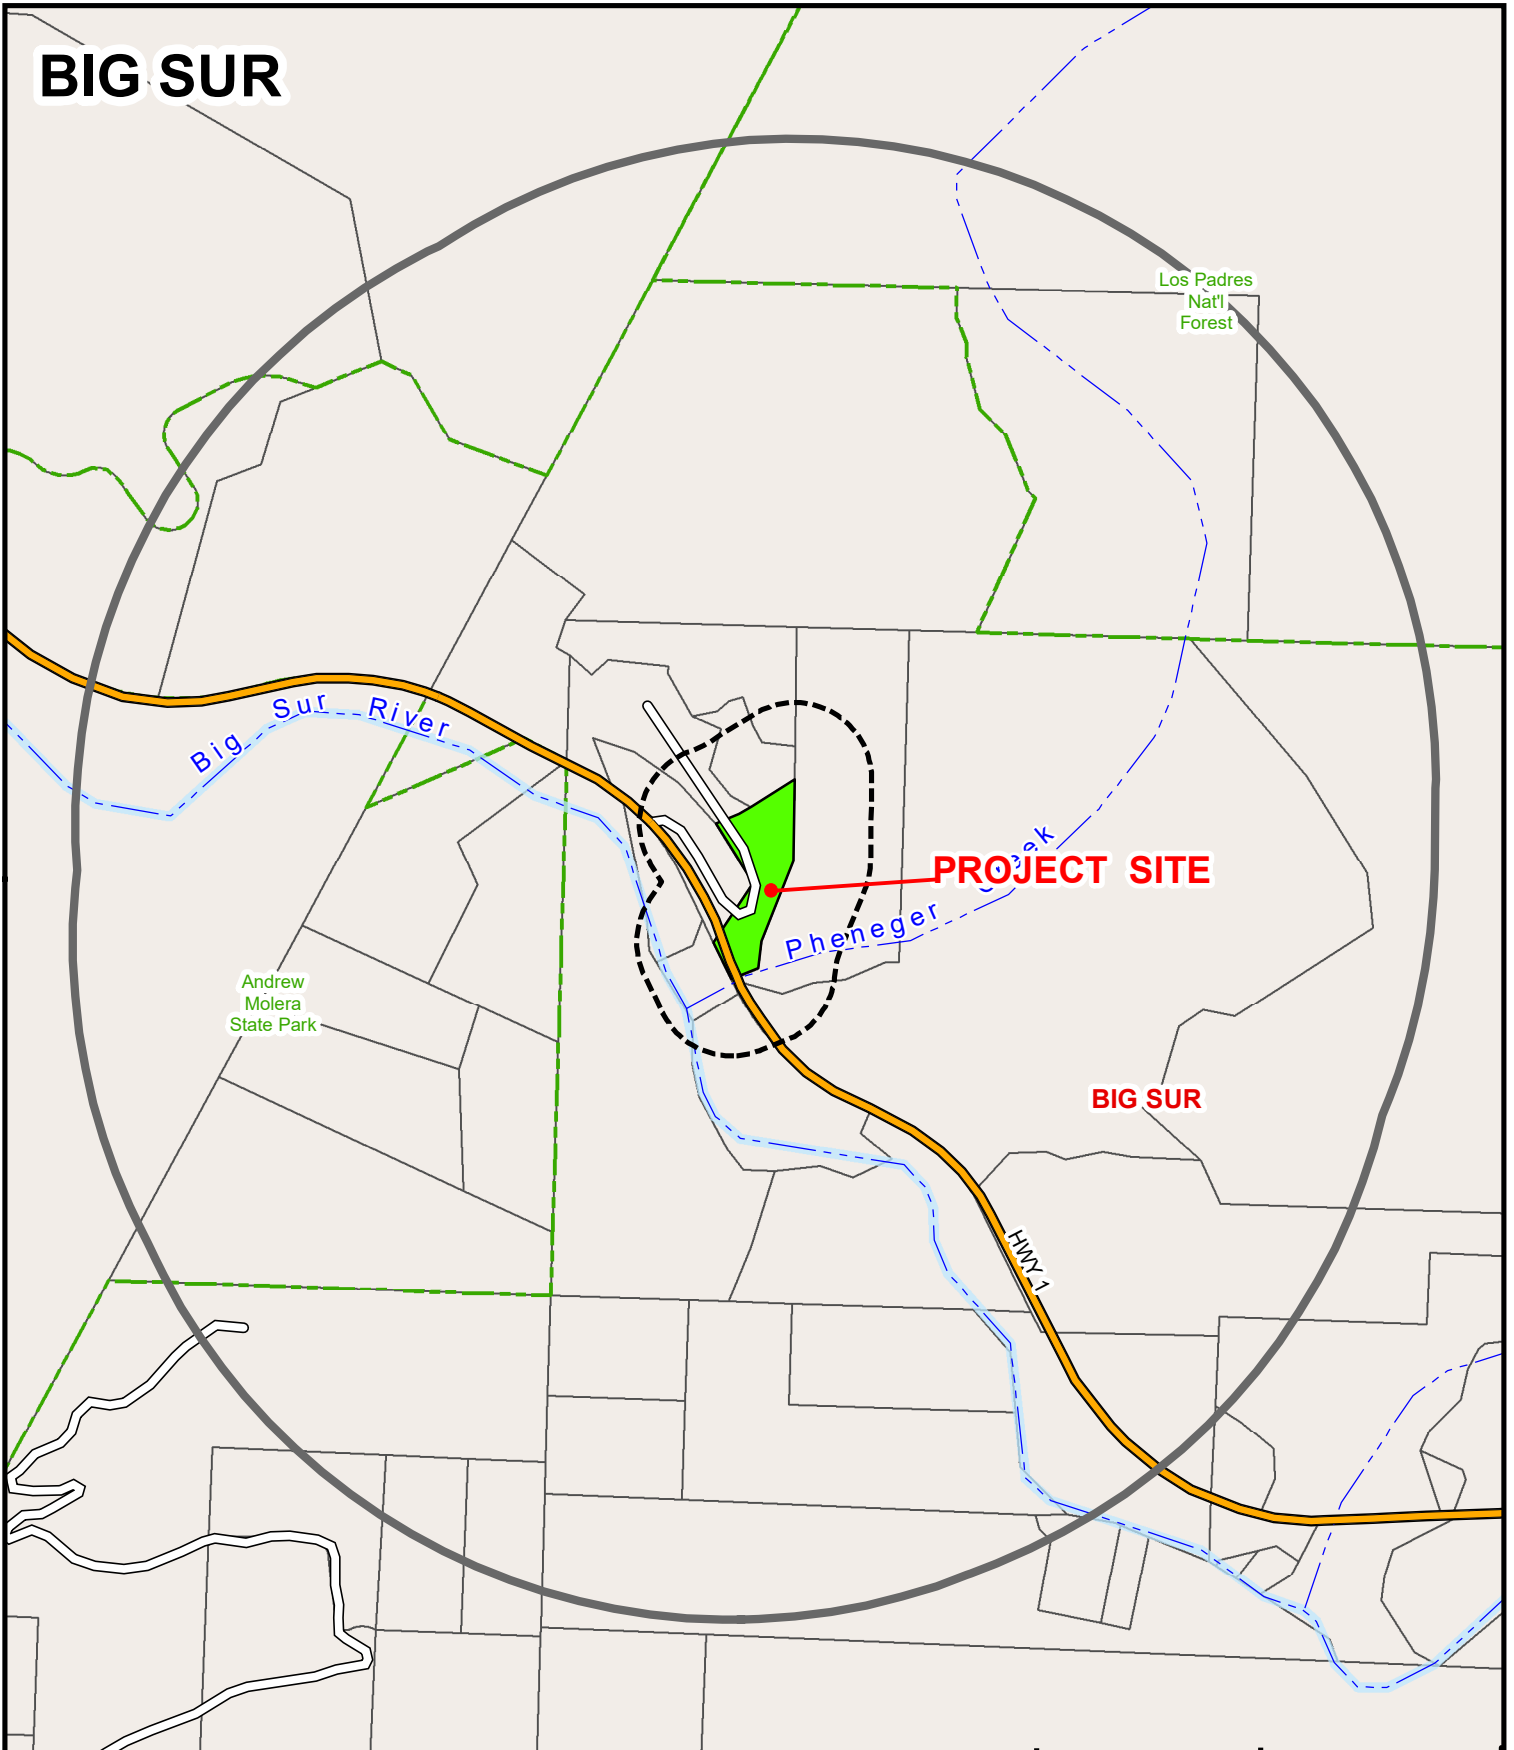 BIG SUR
Los Padres
Nat'l
Forest
Big Sur River
PROJECT SITE
Pheneger
Andrew
Molera
State Park
BIG SUR
HWY 1